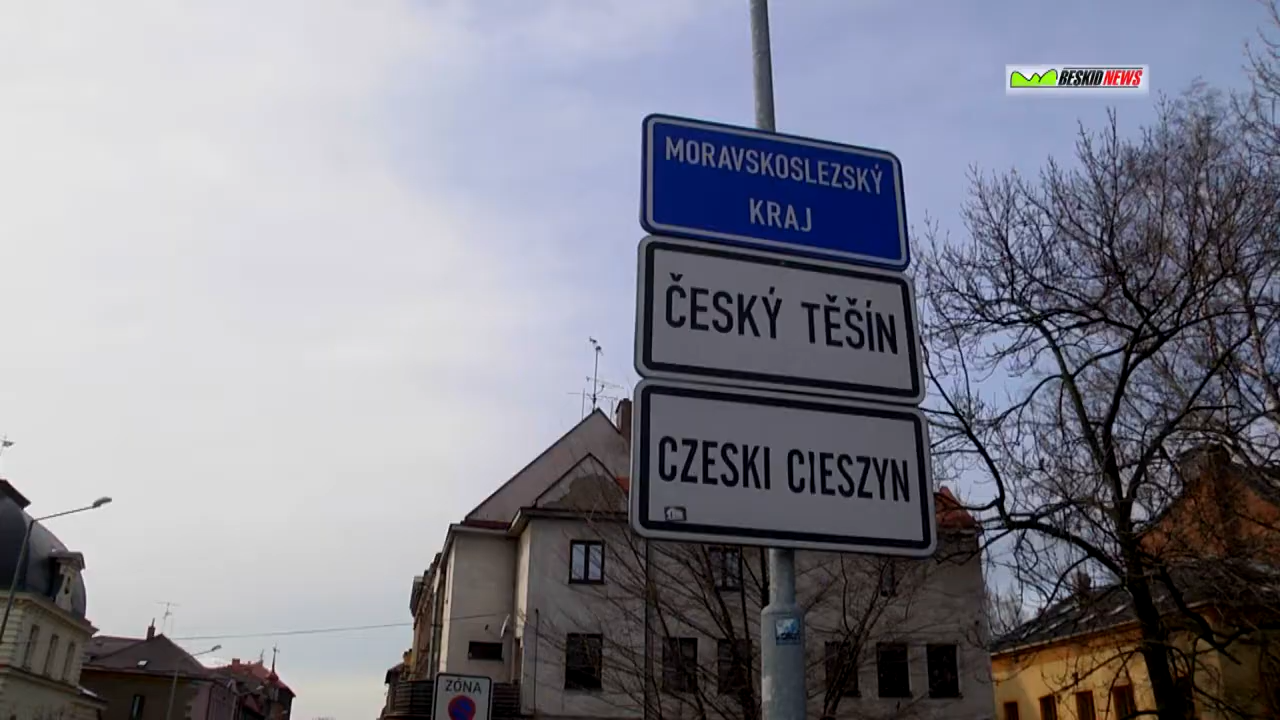 BESKID NEWS
MORAVSKOSLEZSKÝ
KRAJ
ČESKÝ TĚŠÍN
CZESKI CIESZYN
ZÓNA